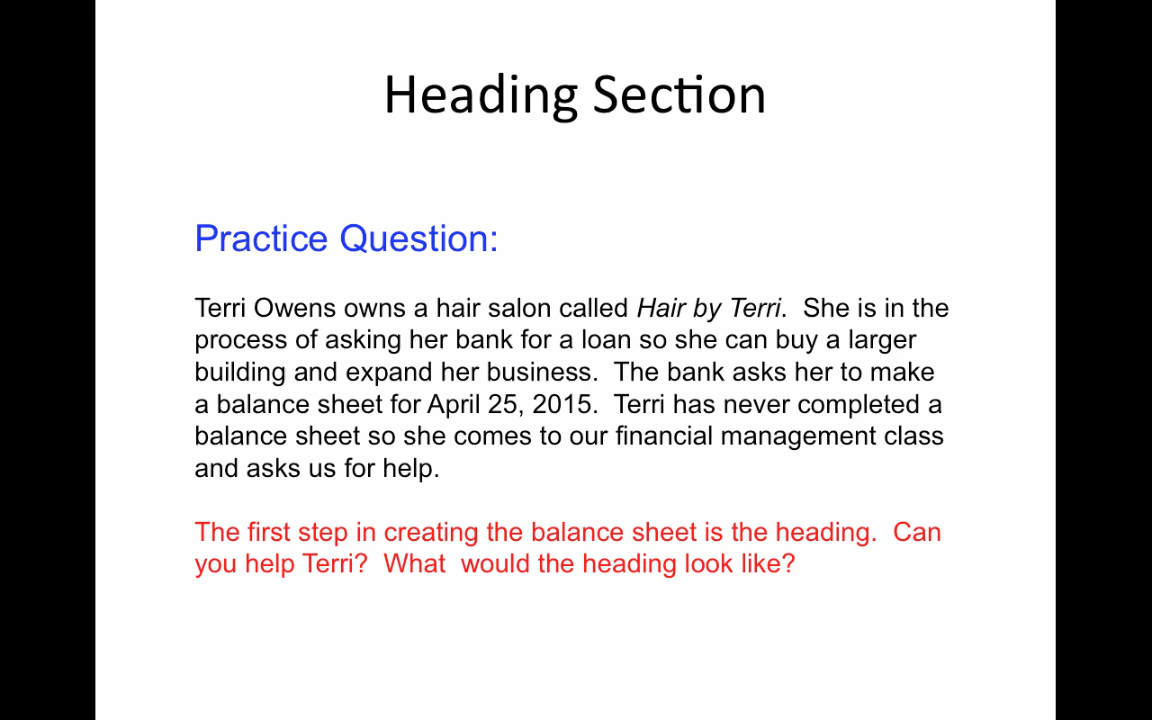 Heading Section
Practice Question:
Terri Owens owns a hair salon called Hair by Terri.  She is in the
process of asking her bank for a loan so she can buy a larger
building and expand her business.  The bank asks her to make
a balance sheet for April 25, 2015.  Terri has never completed a
balance sheet so she comes to our financial management class
and asks us for help.
The first step in creating the balance sheet is the heading.  Can
you help Terri?  What  would the heading look like?